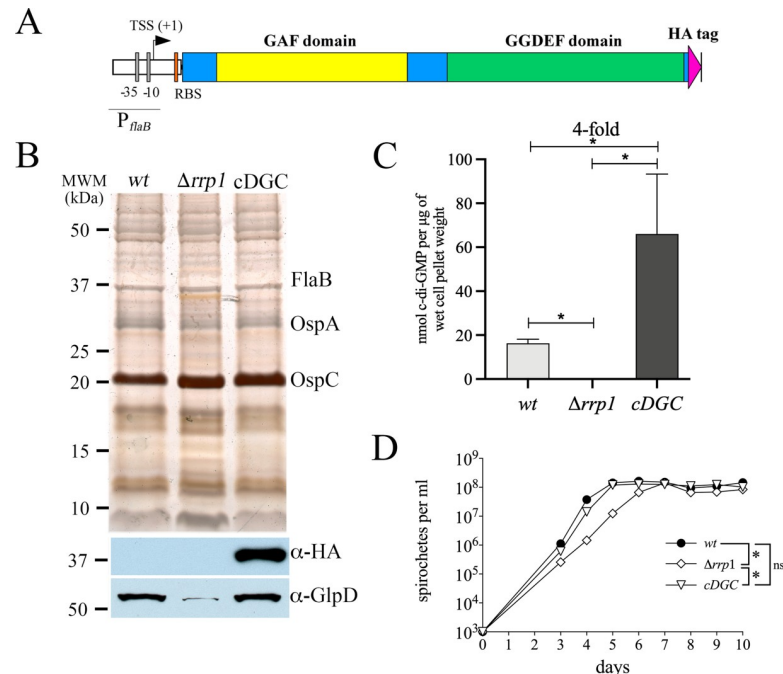 A
TSS (+1)
GAF domain
GGDEF domain
HA tag
-35 -10
RBS
PflaB
B
MWM
(kDa)
wt Δrrp1 cDGC
50
37
25
20
15
10
FlaB
OspA
OspC
37
α-HA
50
α-GlpD
C
4-fold
*
*
*
nmol c-di-GMP per µg of
wet cell pellet weight
100
80
60
40
20
0
wt Δrrp1 cDGC
D
spirochetes per ml
10⁹
10⁸
10⁷
10⁶
10⁵
10⁴
10³
0 1 2 3 4 5 6 7 8 9 10
days
wt
Δrrp1
cDGC
*
*
ns